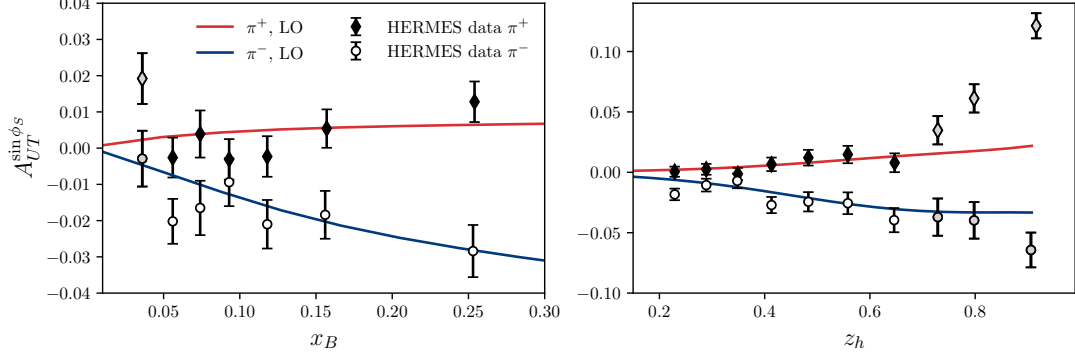 0.04
0.03
0.02
0.01
0.00
−0.01
−0.02
−0.03
−0.04
A_{UT}^{\sin \phi_S}
π⁺, LO
π⁻, LO
HERMES data π⁺
HERMES data π⁻
0.05 0.10 0.15 0.20 0.25 0.30
x_B
0.10
0.05
0.00
−0.05
−0.10
0.2 0.4 0.6 0.8
z_h